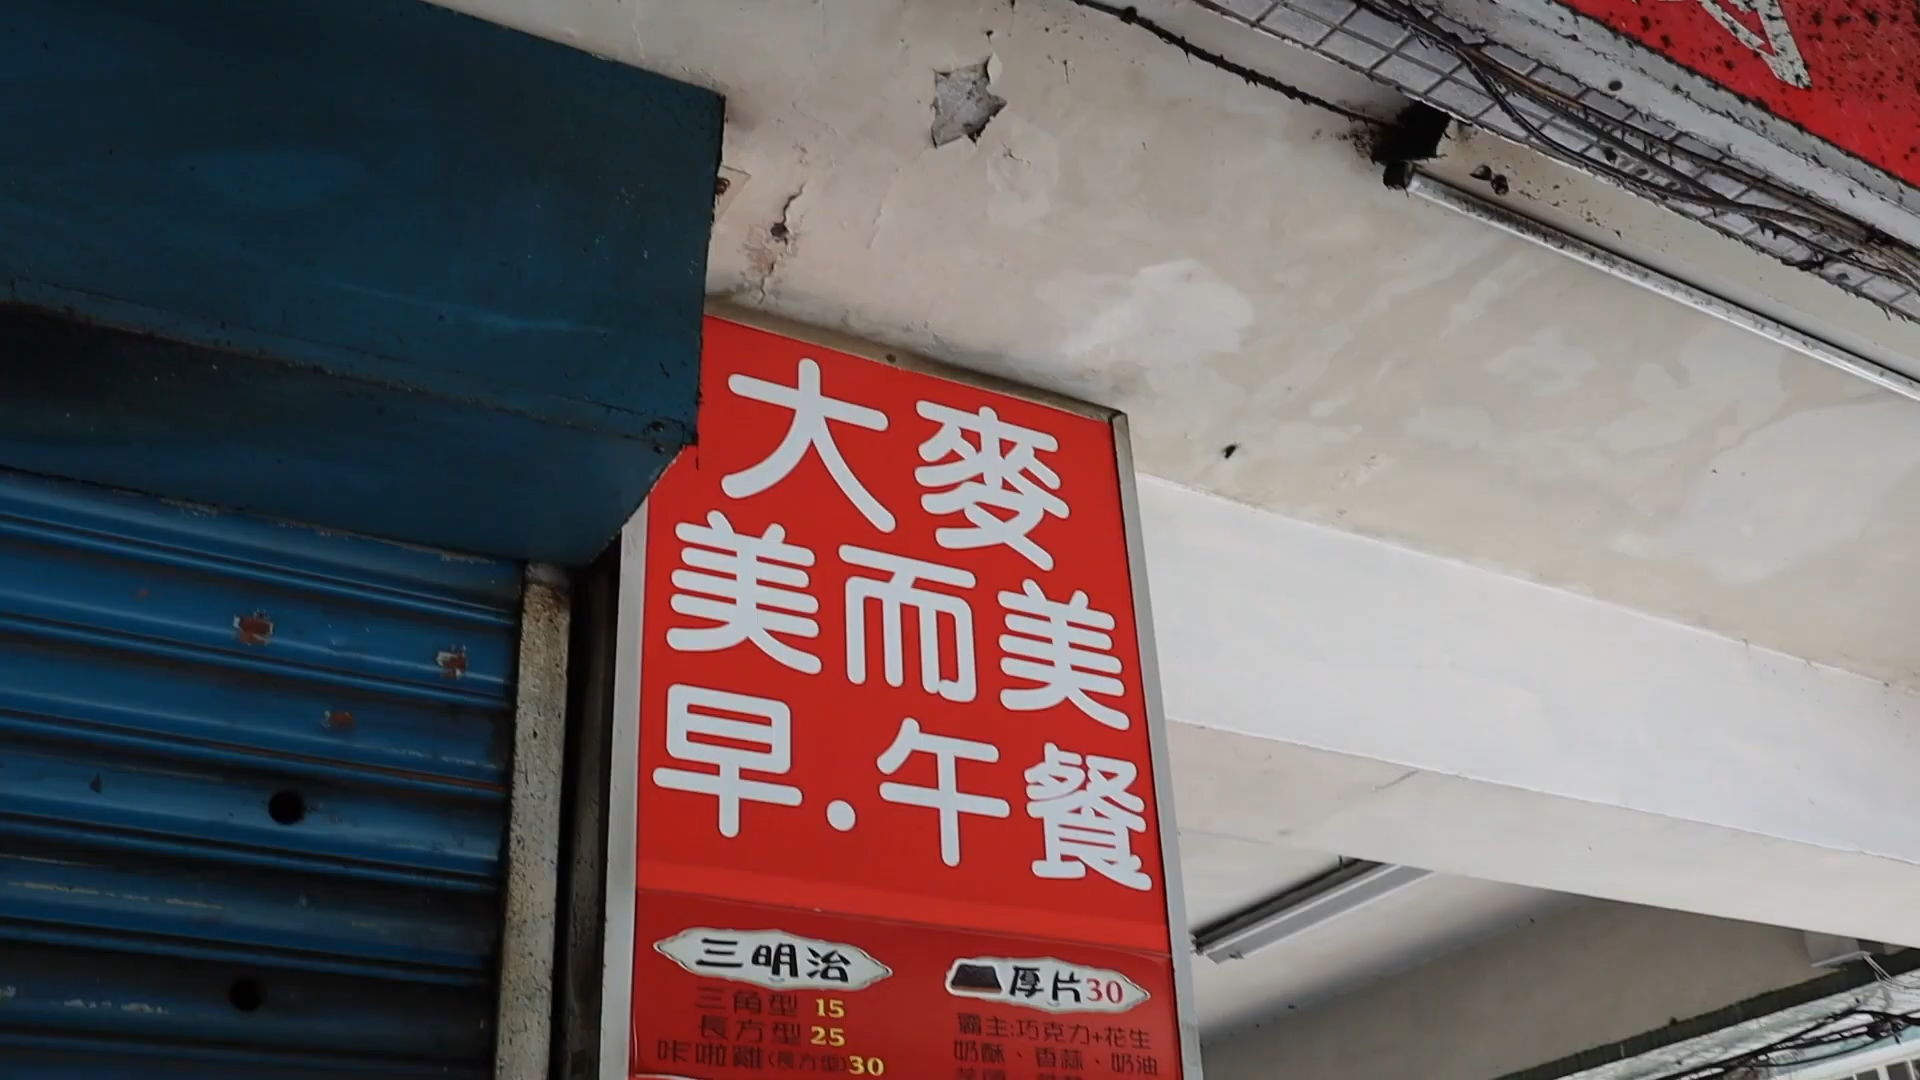 大麥
美而美
早·午餐
三明治
三角型 15
長方型 25
咔啦雞(長方型)30
厚片30
霸主:巧克力+花生
奶酥、香蒜、奶油